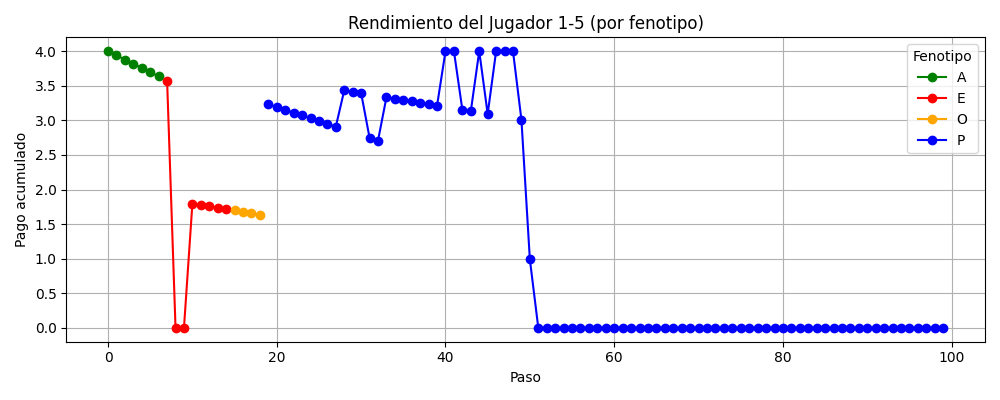 Rendimiento del Jugador 1-5 (por fenotipo)
Pago acumulado
4.0
3.5
3.0
2.5
2.0
1.5
1.0
0.5
0.0
Fenotipo
A
E
O
P
0 20 40 60 80 100
Paso